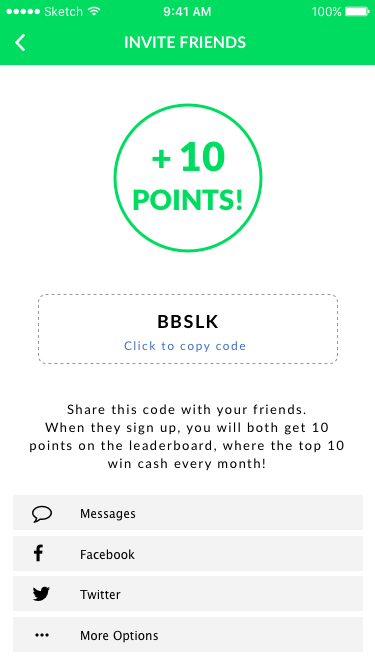 Sketch 9:41 AM 100%
INVITE FRIENDS
+ 10
POINTS!
BBSLK
Click to copy code
Share this code with your friends.
When they sign up, you will both get 10
points on the leaderboard, where the top 10
win cash every month!
Messages
Facebook
Twitter
More Options